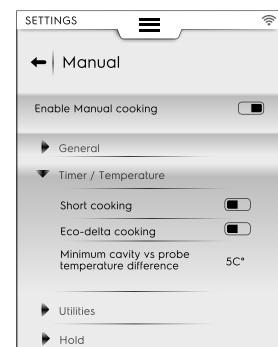 SETTINGS
Manual
Enable Manual cooking
General
Timer / Temperature
Short cooking
Eco-delta cooking
Minimum cavity vs probe
temperature difference
5C°
Utilities
Hold